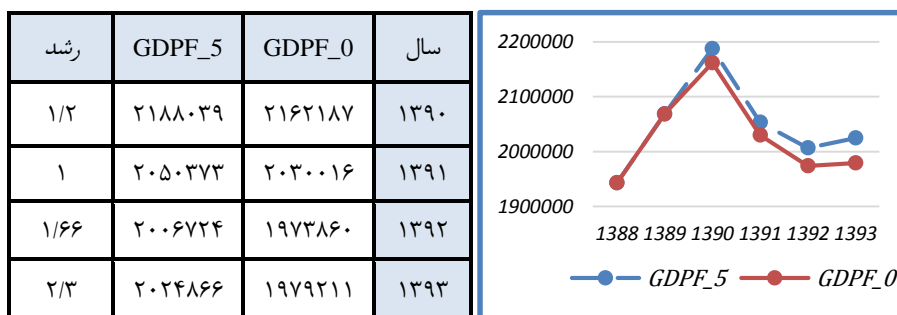 سال GDPF_0 GDPF_5 رشد
۱۳۹۰ ۲۱۶۲۱۸۷ ۲۱۸۸۰۳۹ ۱/۲
۱۳۹۱ ۲۰۳۰۰۱۶ ۲۰۵۰۳۷۳ ۱
۱۳۹۲ ۱۹۷۳۸۶۰ ۲۰۰۶۷۲۴ ۱/۶۶
۱۳۹۳ ۱۹۷۹۲۱۱ ۲۰۲۴۸۶۶ ۲/۳
2200000
2100000
2000000
1900000
1388 1389 1390 1391 1392 1393
GDPF_5 GDPF_0